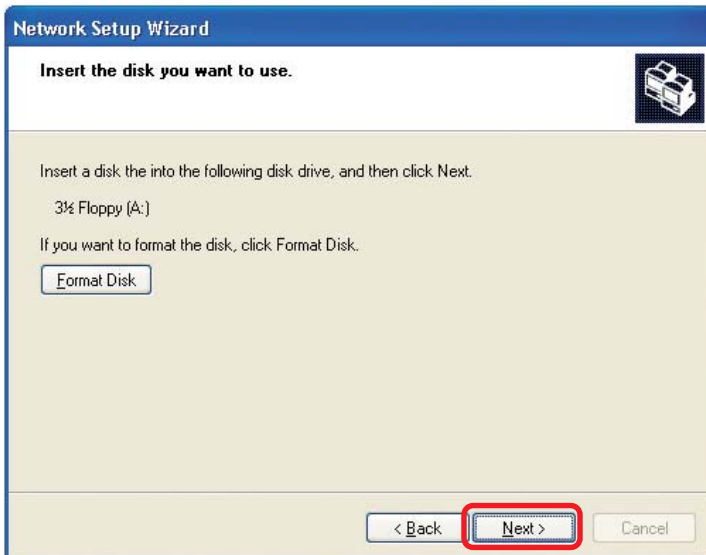 Network Setup Wizard
Insert the disk you want to use.
Insert a disk the into the following disk drive, and then click Next.
3½ Floppy (A:)
If you want to format the disk, click Format Disk.
Format Disk
< Back
Next >
Cancel